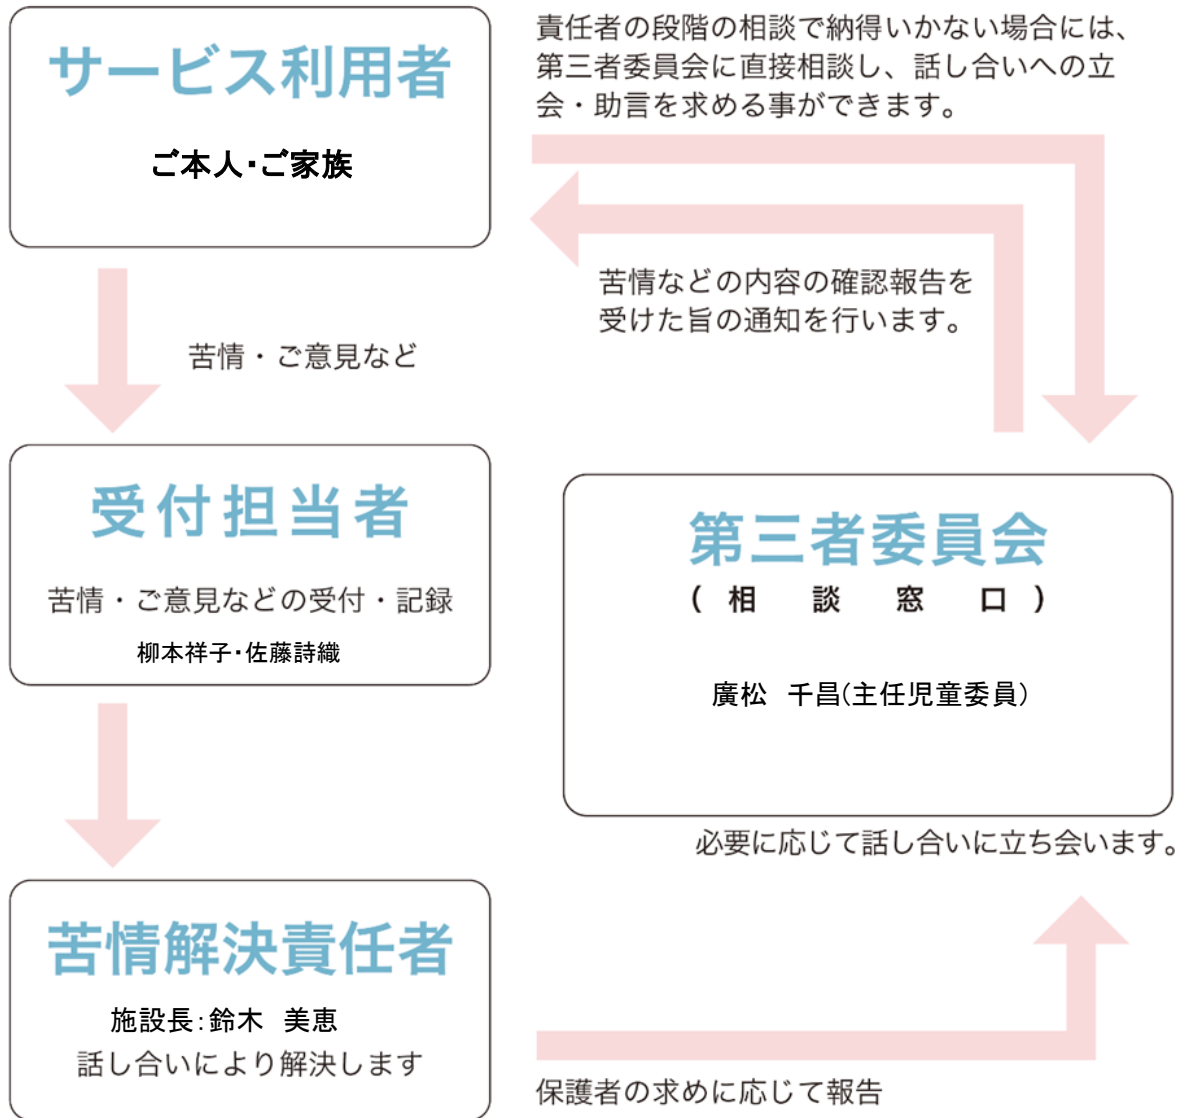 サービス利用者
ご本人・ご家族
責任者の段階の相談で納得いかない場合には、
第三者委員会に直接相談し、話し合いへの立
会・助言を求める事ができます。
苦情などの内容の確認報告を
受けた旨の通知を行います。
苦情・ご意見など
受付担当者
苦情・ご意見などの受付・記録
柳本祥子・佐藤詩織
第三者委員会
(相談窓口)
廣松　千昌(主任児童委員)
必要に応じて話し合いに立ち会います。
苦情解決責任者
施設長:鈴木　美恵
話し合いにより解決します
保護者の求めに応じて報告